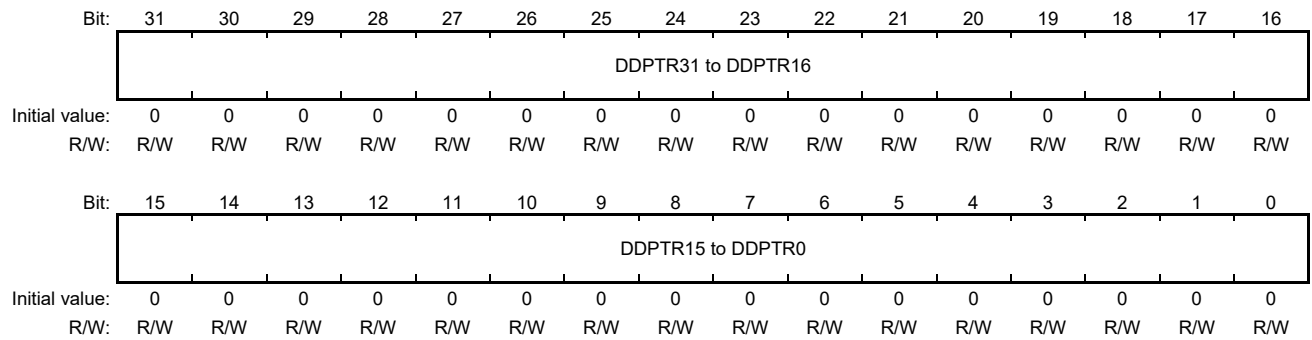 Bit: 31 30 29 28 27 26 25 24 23 22 21 20 19 18 17 16
DDPTR31 to DDPTR16
Initial value: 0 0 0 0 0 0 0 0 0 0 0 0 0 0 0 0
R/W: R/W R/W R/W R/W R/W R/W R/W R/W R/W R/W R/W R/W R/W R/W R/W R/W
Bit: 15 14 13 12 11 10 9 8 7 6 5 4 3 2 1 0
DDPTR15 to DDPTR0
Initial value: 0 0 0 0 0 0 0 0 0 0 0 0 0 0 0 0
R/W: R/W R/W R/W R/W R/W R/W R/W R/W R/W R/W R/W R/W R/W R/W R/W R/W